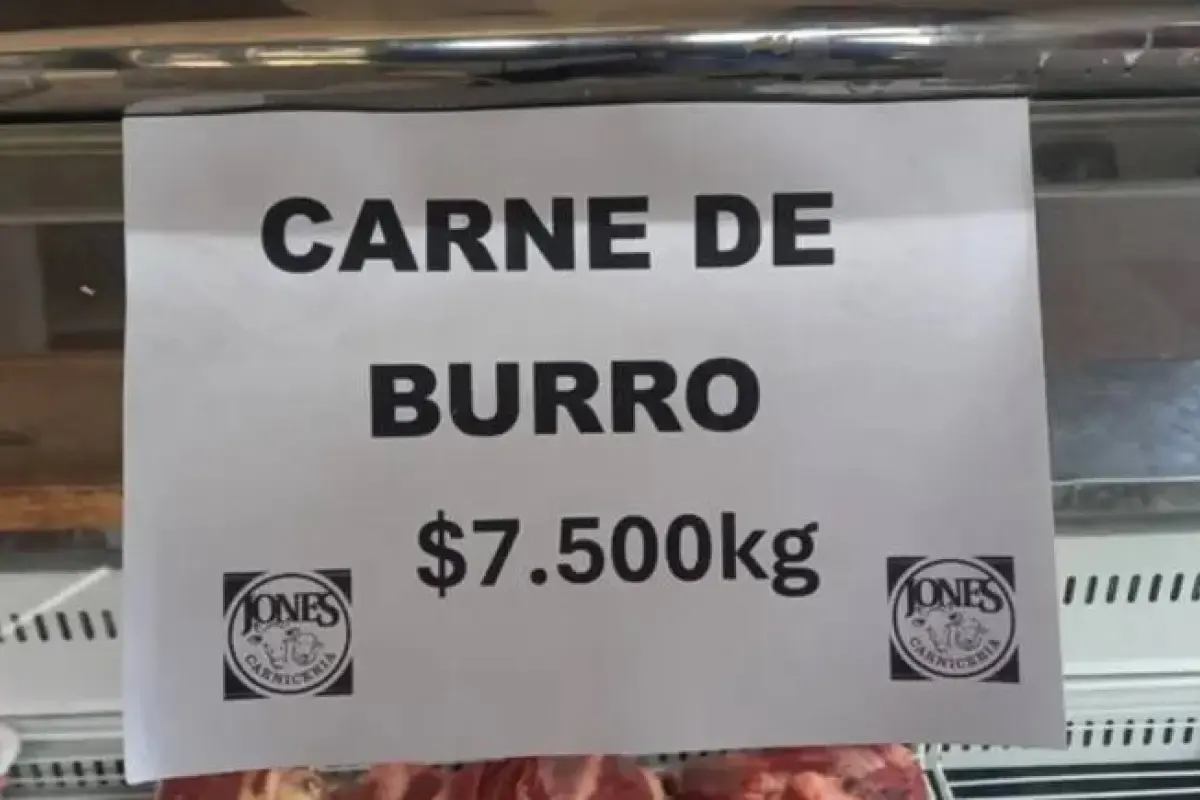 CARNE DE
BURRO
$7.500kg
JONES
CARNICERIA
JONES
CARNICERIA